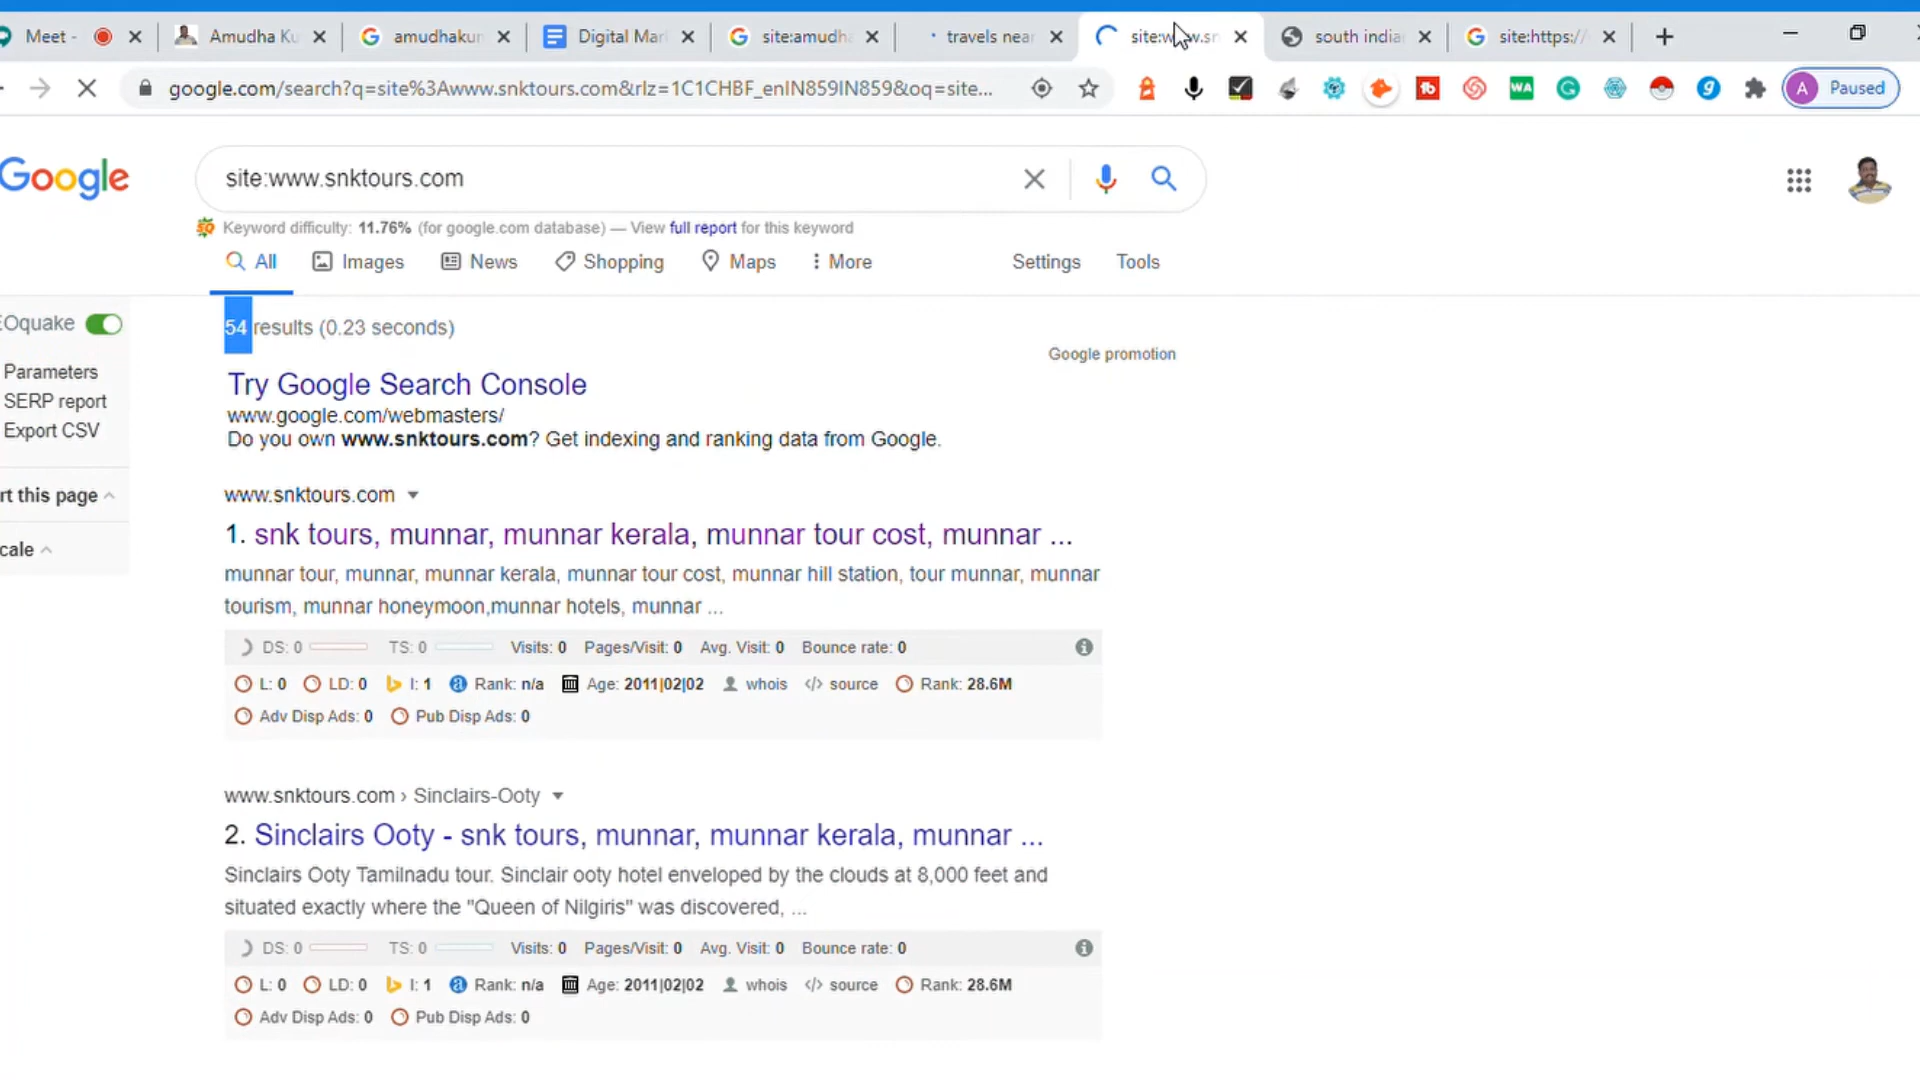 Meet -
Amudha Ku
amudhakun
Digital Mar
site:amudh
travels near
site:w w.sn
south india
site:https://
google.com/search?q=site%3Awww.snktours.com&rlz=1C1CHBF_enIN859IN859&oq=site...
A Paused
Google
site:www.snktours.com
Keyword difficulty: 11.76% (for google.com database) — View full report for this keyword
All
Images
News
Shopping
Maps
More
Settings
Tools
EOquake
Parameters
SERP report
Export CSV
rt this page
cale
54 results (0.23 seconds)
Google promotion
Try Google Search Console
www.google.com/webmasters/
Do you own www.snktours.com? Get indexing and ranking data from Google.
www.snktours.com
1. snk tours, munnar, munnar kerala, munnar tour cost, munnar ...
munnar tour, munnar, munnar kerala, munnar tour cost, munnar hill station, tour munnar, munnar
tourism, munnar honeymoon,munnar hotels, munnar ...
DS: 0 TS: 0 Visits: 0 Pages/Visit: 0 Avg. Visit: 0 Bounce rate: 0
L: 0 LD: 0 I: 1 Rank: n/a Age: 2011|02|02 whois </> source Rank: 28.6M
Adv Disp Ads: 0 Pub Disp Ads: 0
www.snktours.com › Sinclairs-Ooty
2. Sinclairs Ooty - snk tours, munnar, munnar kerala, munnar ...
Sinclairs Ooty Tamilnadu tour. Sinclair ooty hotel enveloped by the clouds at 8,000 feet and
situated exactly where the "Queen of Nilgiris" was discovered, ...
DS: 0 TS: 0 Visits: 0 Pages/Visit: 0 Avg. Visit: 0 Bounce rate: 0
L: 0 LD: 0 I: 1 Rank: n/a Age: 2011|02|02 whois </> source Rank: 28.6M
Adv Disp Ads: 0 Pub Disp Ads: 0